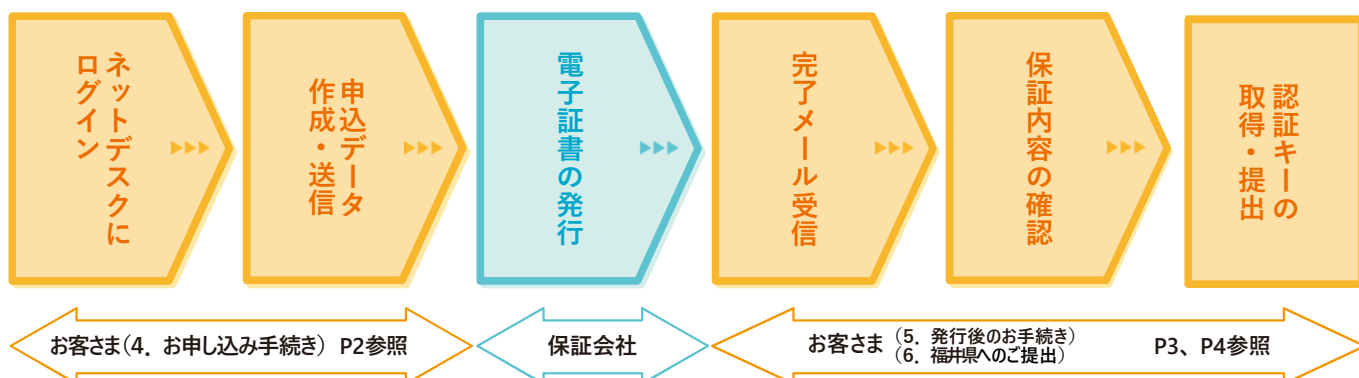 ネットデスクに
ログイン
申込データ
作成・送信
電子証書の発行
完了メール受信
保証内容の確認
認証キーの
取得・提出
お客さま（4．お申し込み手続き） P2参照
保証会社
お客さま（5．発行後のお手続き）
（6．福井県へのご提出）
P3、P4参照